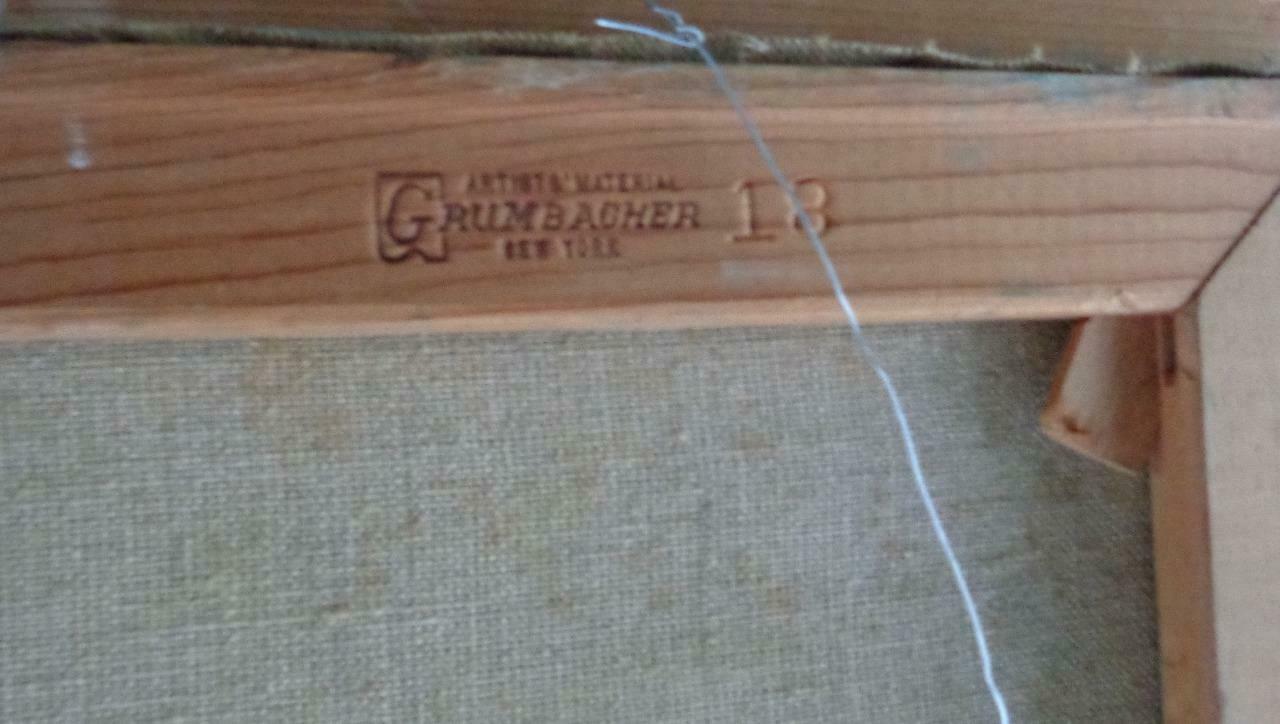 ARTISTS' MATERIAL
GRUMBACHER 18
NEW YORK